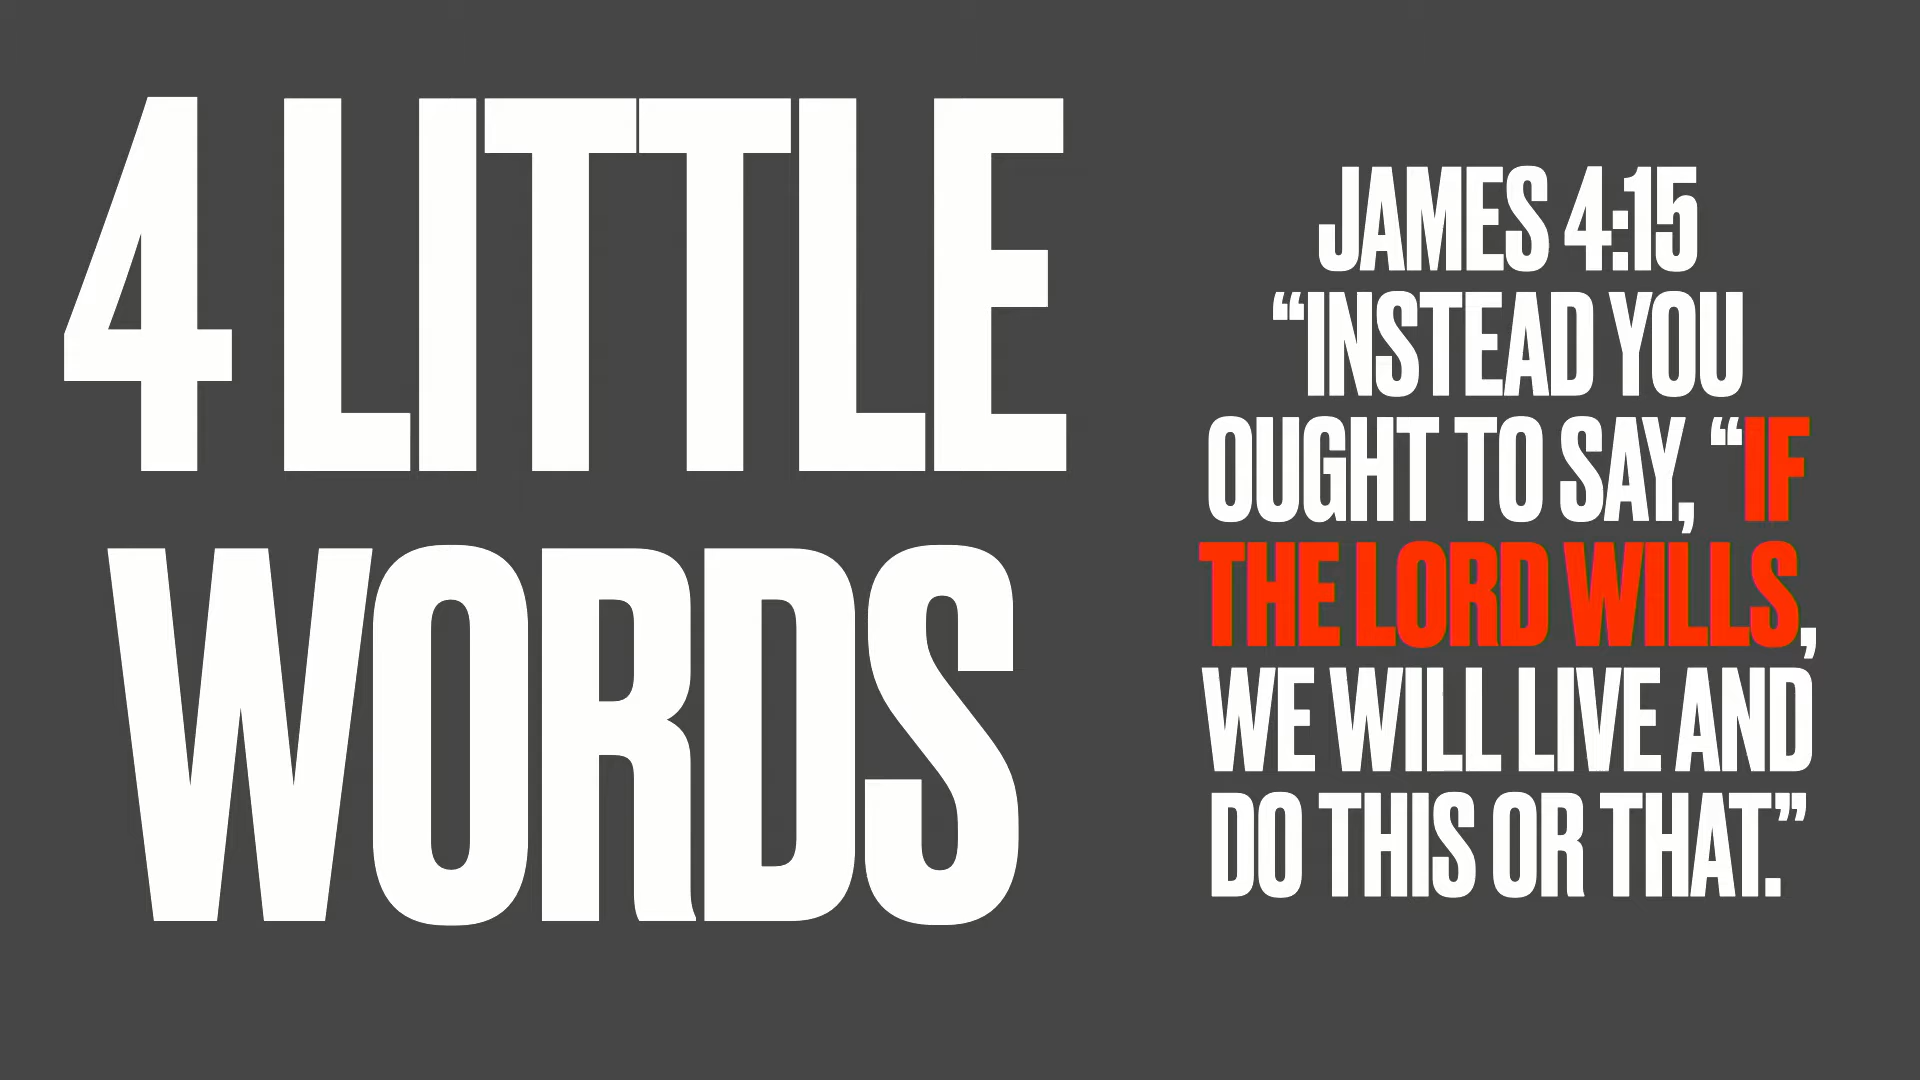 4 LITTLE
WORDS
JAMES 4:15
“INSTEAD YOU
OUGHT TO SAY, “IF
THE LORD WILLS,
WE WILL LIVE AND
DO THIS OR THAT.”